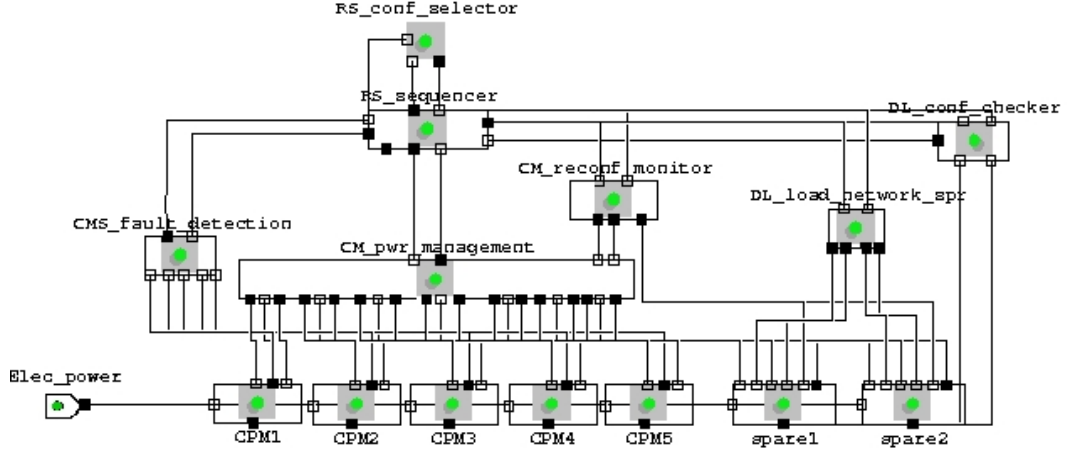 RS_conf_selector
RS_sequencer
DL_conf_checker
CM_reconf_monitor
DL_load_network_spr
CMS_fault_detection
CM_pwr_management
Elec_power
CPM1
CPM2
CPM3
CPM4
CPM5
spare1
spare2